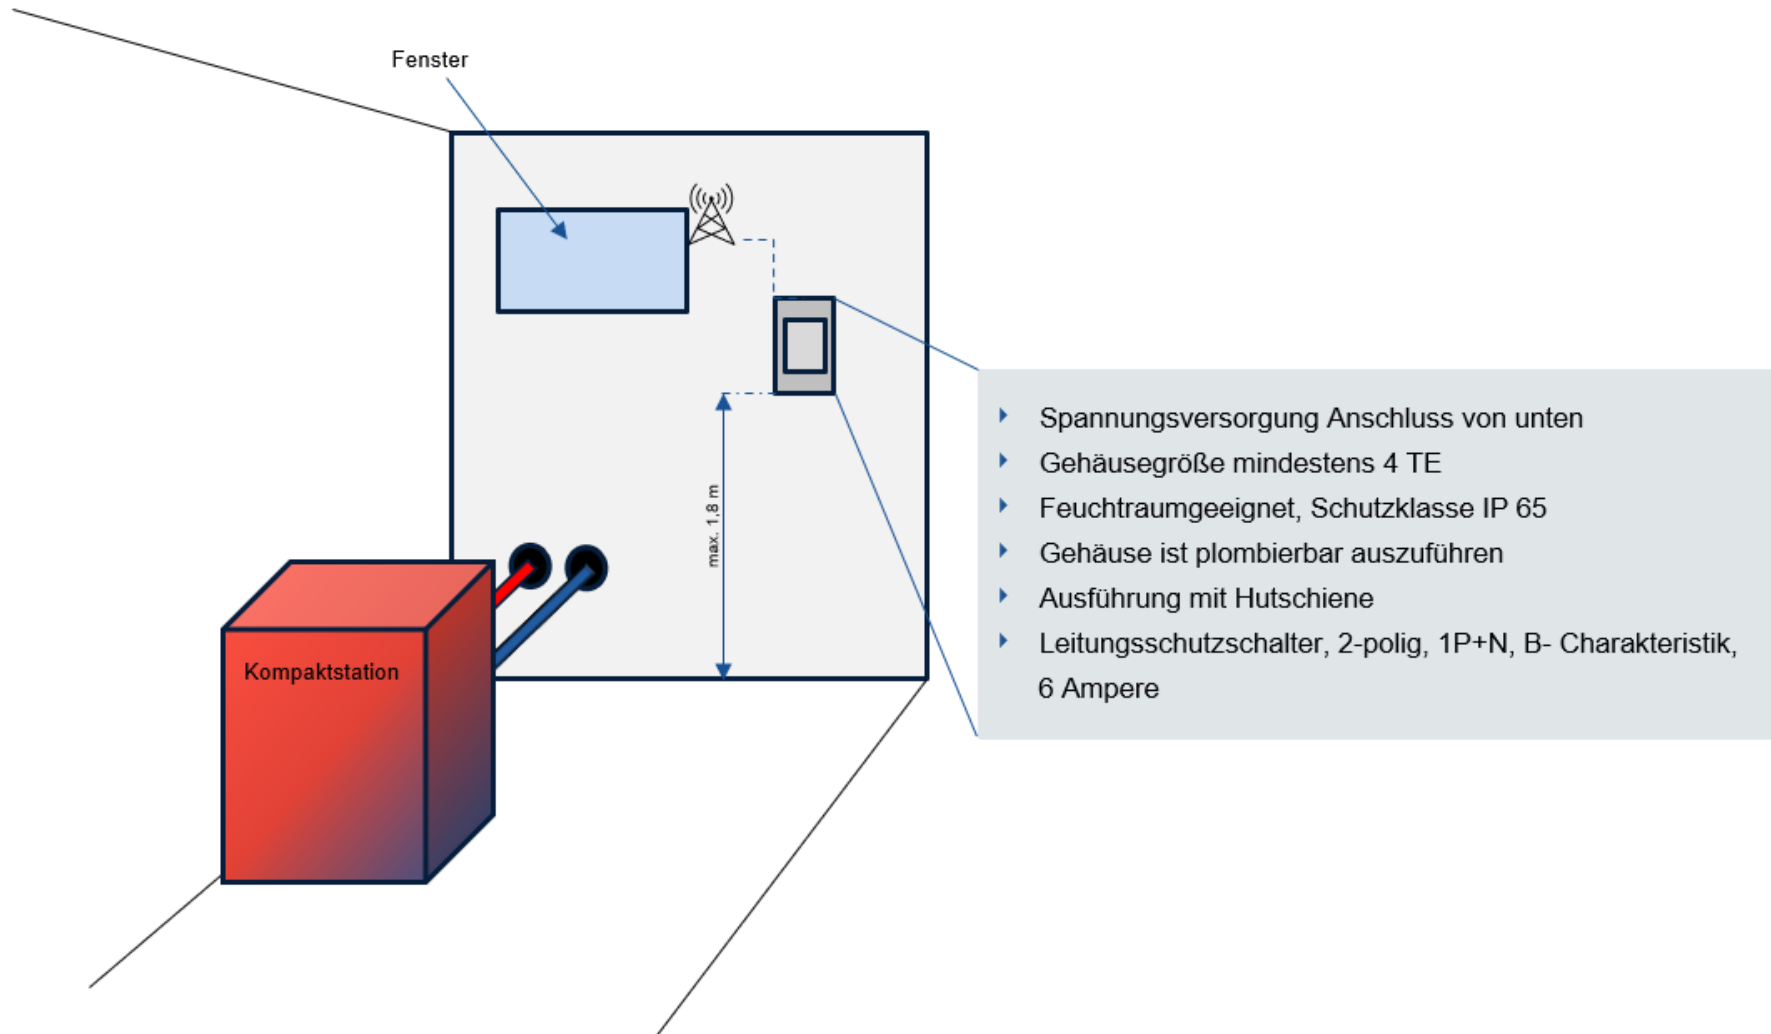 Fenster
max. 1,8 m
Kompaktstation
Spannungsversorgung Anschluss von unten
Gehäusegröße mindestens 4 TE
Feuchtraumgeeignet, Schutzklasse IP 65
Gehäuse ist plombierbar auszuführen
Ausführung mit Hutschiene
Leitungsschutzschalter, 2-polig, 1P+N, B- Charakteristik,
6 Ampere